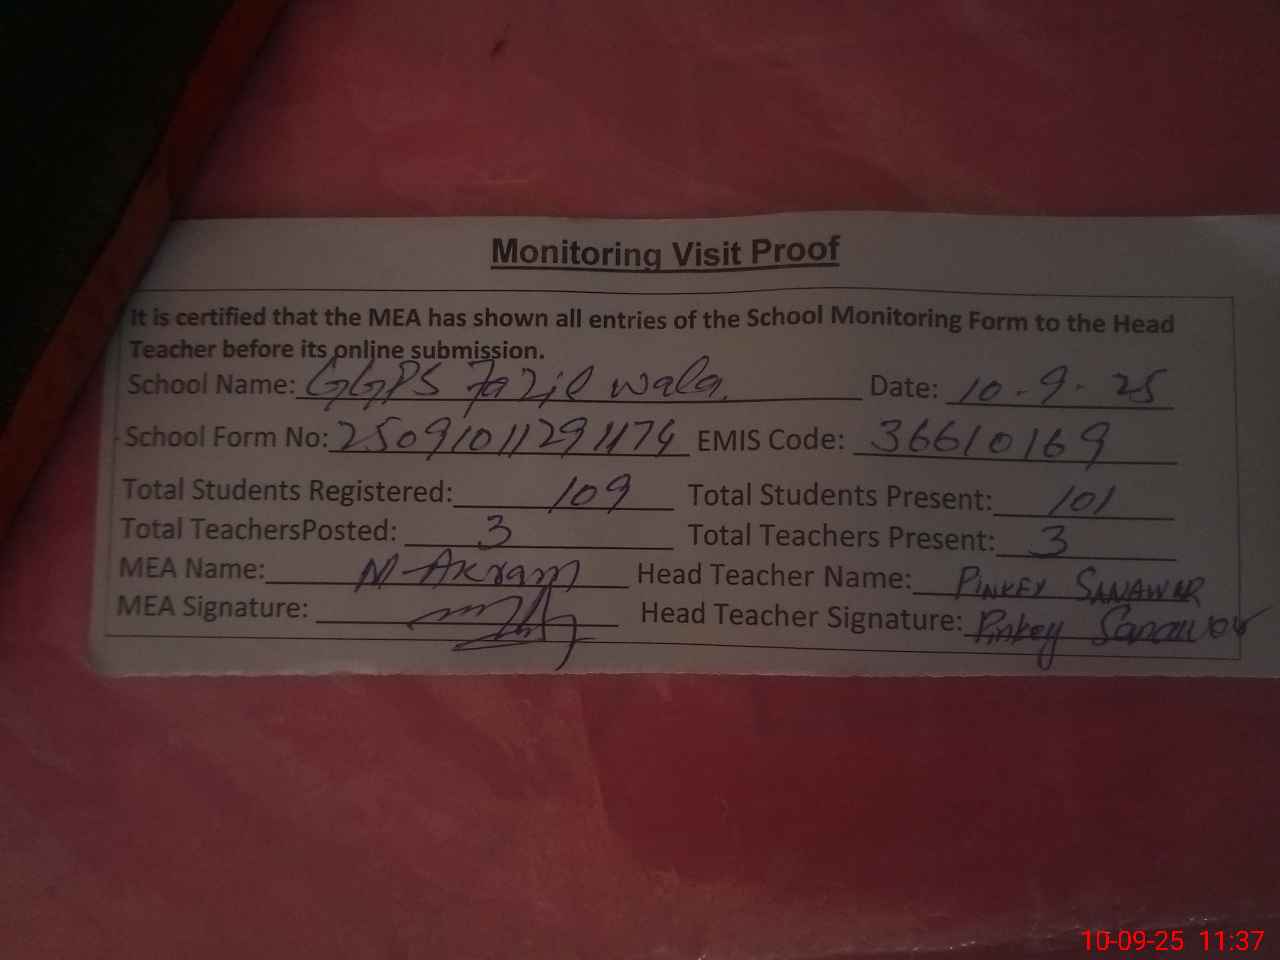 Monitoring Visit Proof
It is certified that the MEA has shown all entries of the School Monitoring Form to the Head
Teacher before its online submission.
School Name: GGPS Fazil wala. Date: 10-9-25
School Form No: 25091011291174 EMIS Code: 36610169
Total Students Registered: 109 Total Students Present: 101
Total TeachersPosted: 3 Total Teachers Present: 3
MEA Name: M-Akram Head Teacher Name: PINKEY SANAWAR
MEA Signature: Head Teacher Signature: Pinkey Sanawar
10-09-25 11:37